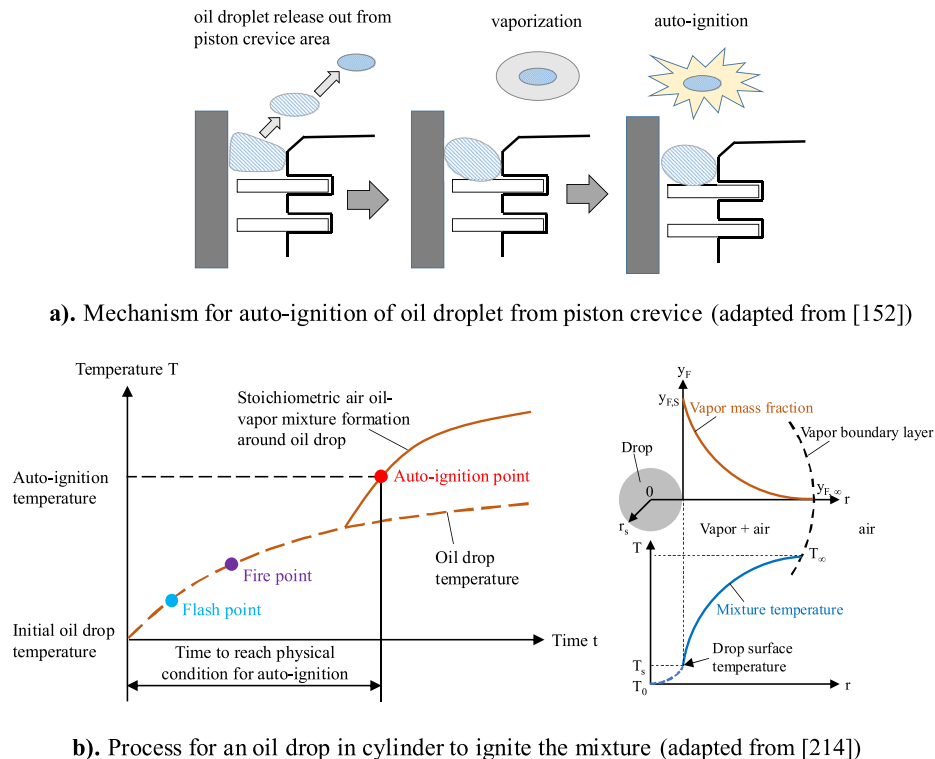 oil droplet release out from
piston crevice area
vaporization
auto-ignition
a). Mechanism for auto-ignition of oil droplet from piston crevice (adapted from [152])
Temperature T
Stoichiometric air oil-
vapor mixture formation
around oil drop
Auto-ignition
temperature
Auto-ignition point
Oil drop
temperature
Fire point
Flash point
Initial oil drop
temperature
Time t
Time to reach physical
condition for auto-ignition
y_F
y_F,S
Vapor mass fraction
Vapor boundary layer
Drop
0
y_F,∞
r
r_s
Vapor + air
air
T
T_∞
Mixture temperature
Drop surface
temperature
T_s
T_0
r
b). Process for an oil drop in cylinder to ignite the mixture (adapted from [214])